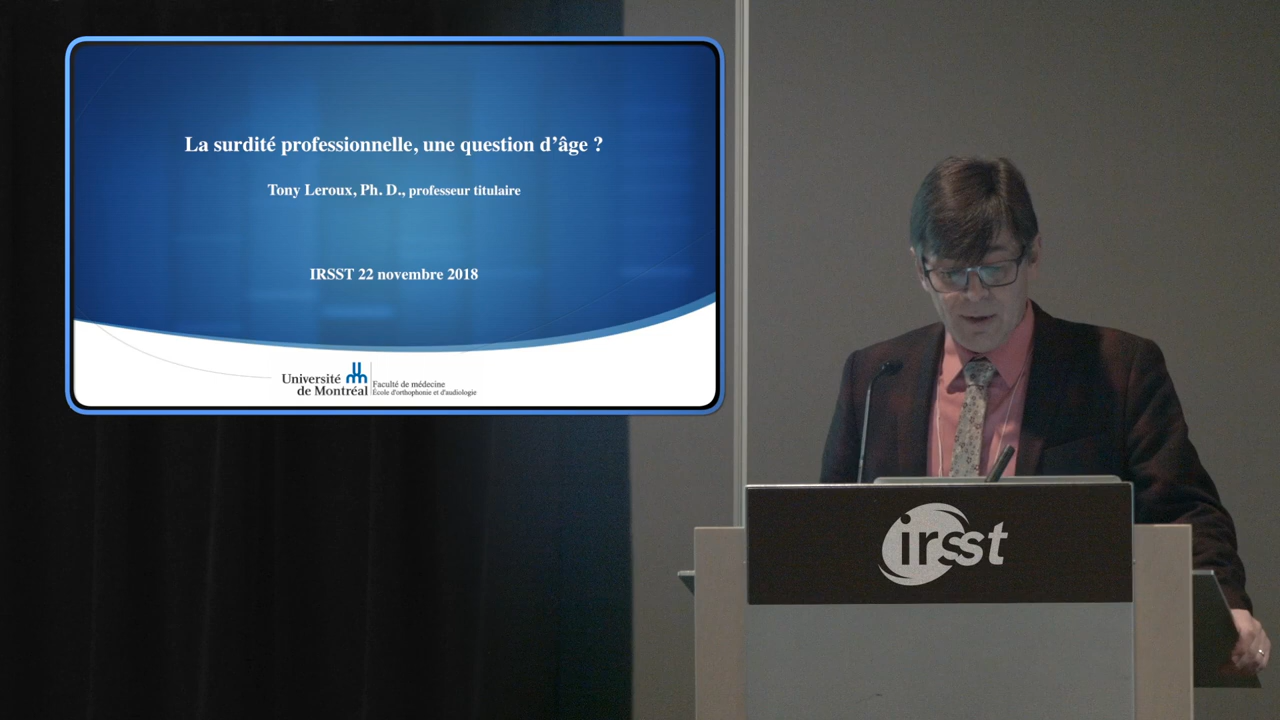 La surdité professionnelle, une question d’âge ?
Tony Leroux, Ph. D., professeur titulaire
IRSST 22 novembre 2018
Université
de Montréal
Faculté de médecine
École d'orthophonie et d'audiologie
irsst